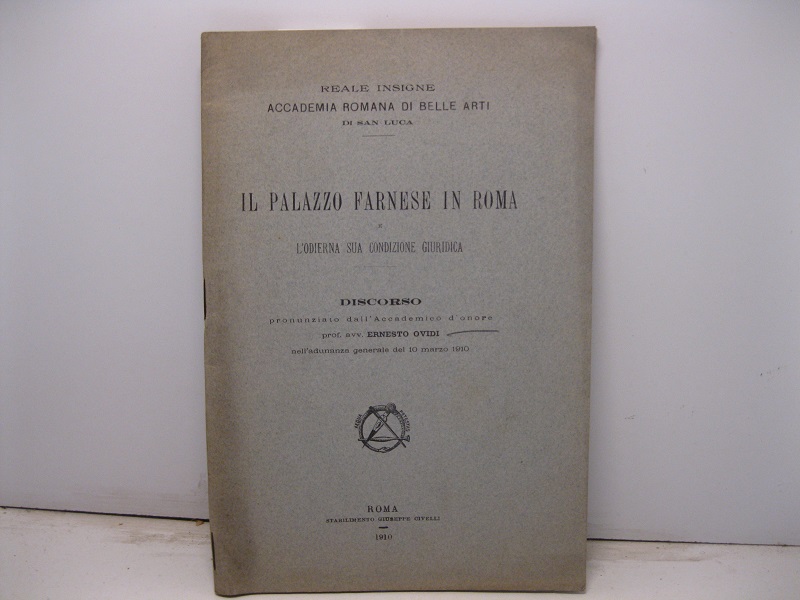 REALE INSIGNE
ACCADEMIA ROMANA DI BELLE ARTI
DI SAN LUCA
IL PALAZZO FARNESE IN ROMA
E
L'ODIERNA SUA CONDIZIONE GIURIDICA
DISCORSO
pronunziato dall'Accademico d'onore
prof. avv. ERNESTO OVIDI
nell'adunanza generale del 10 marzo 1910
ROMA
STABILIMENTO GIUSEPPE CIVELLI
1910